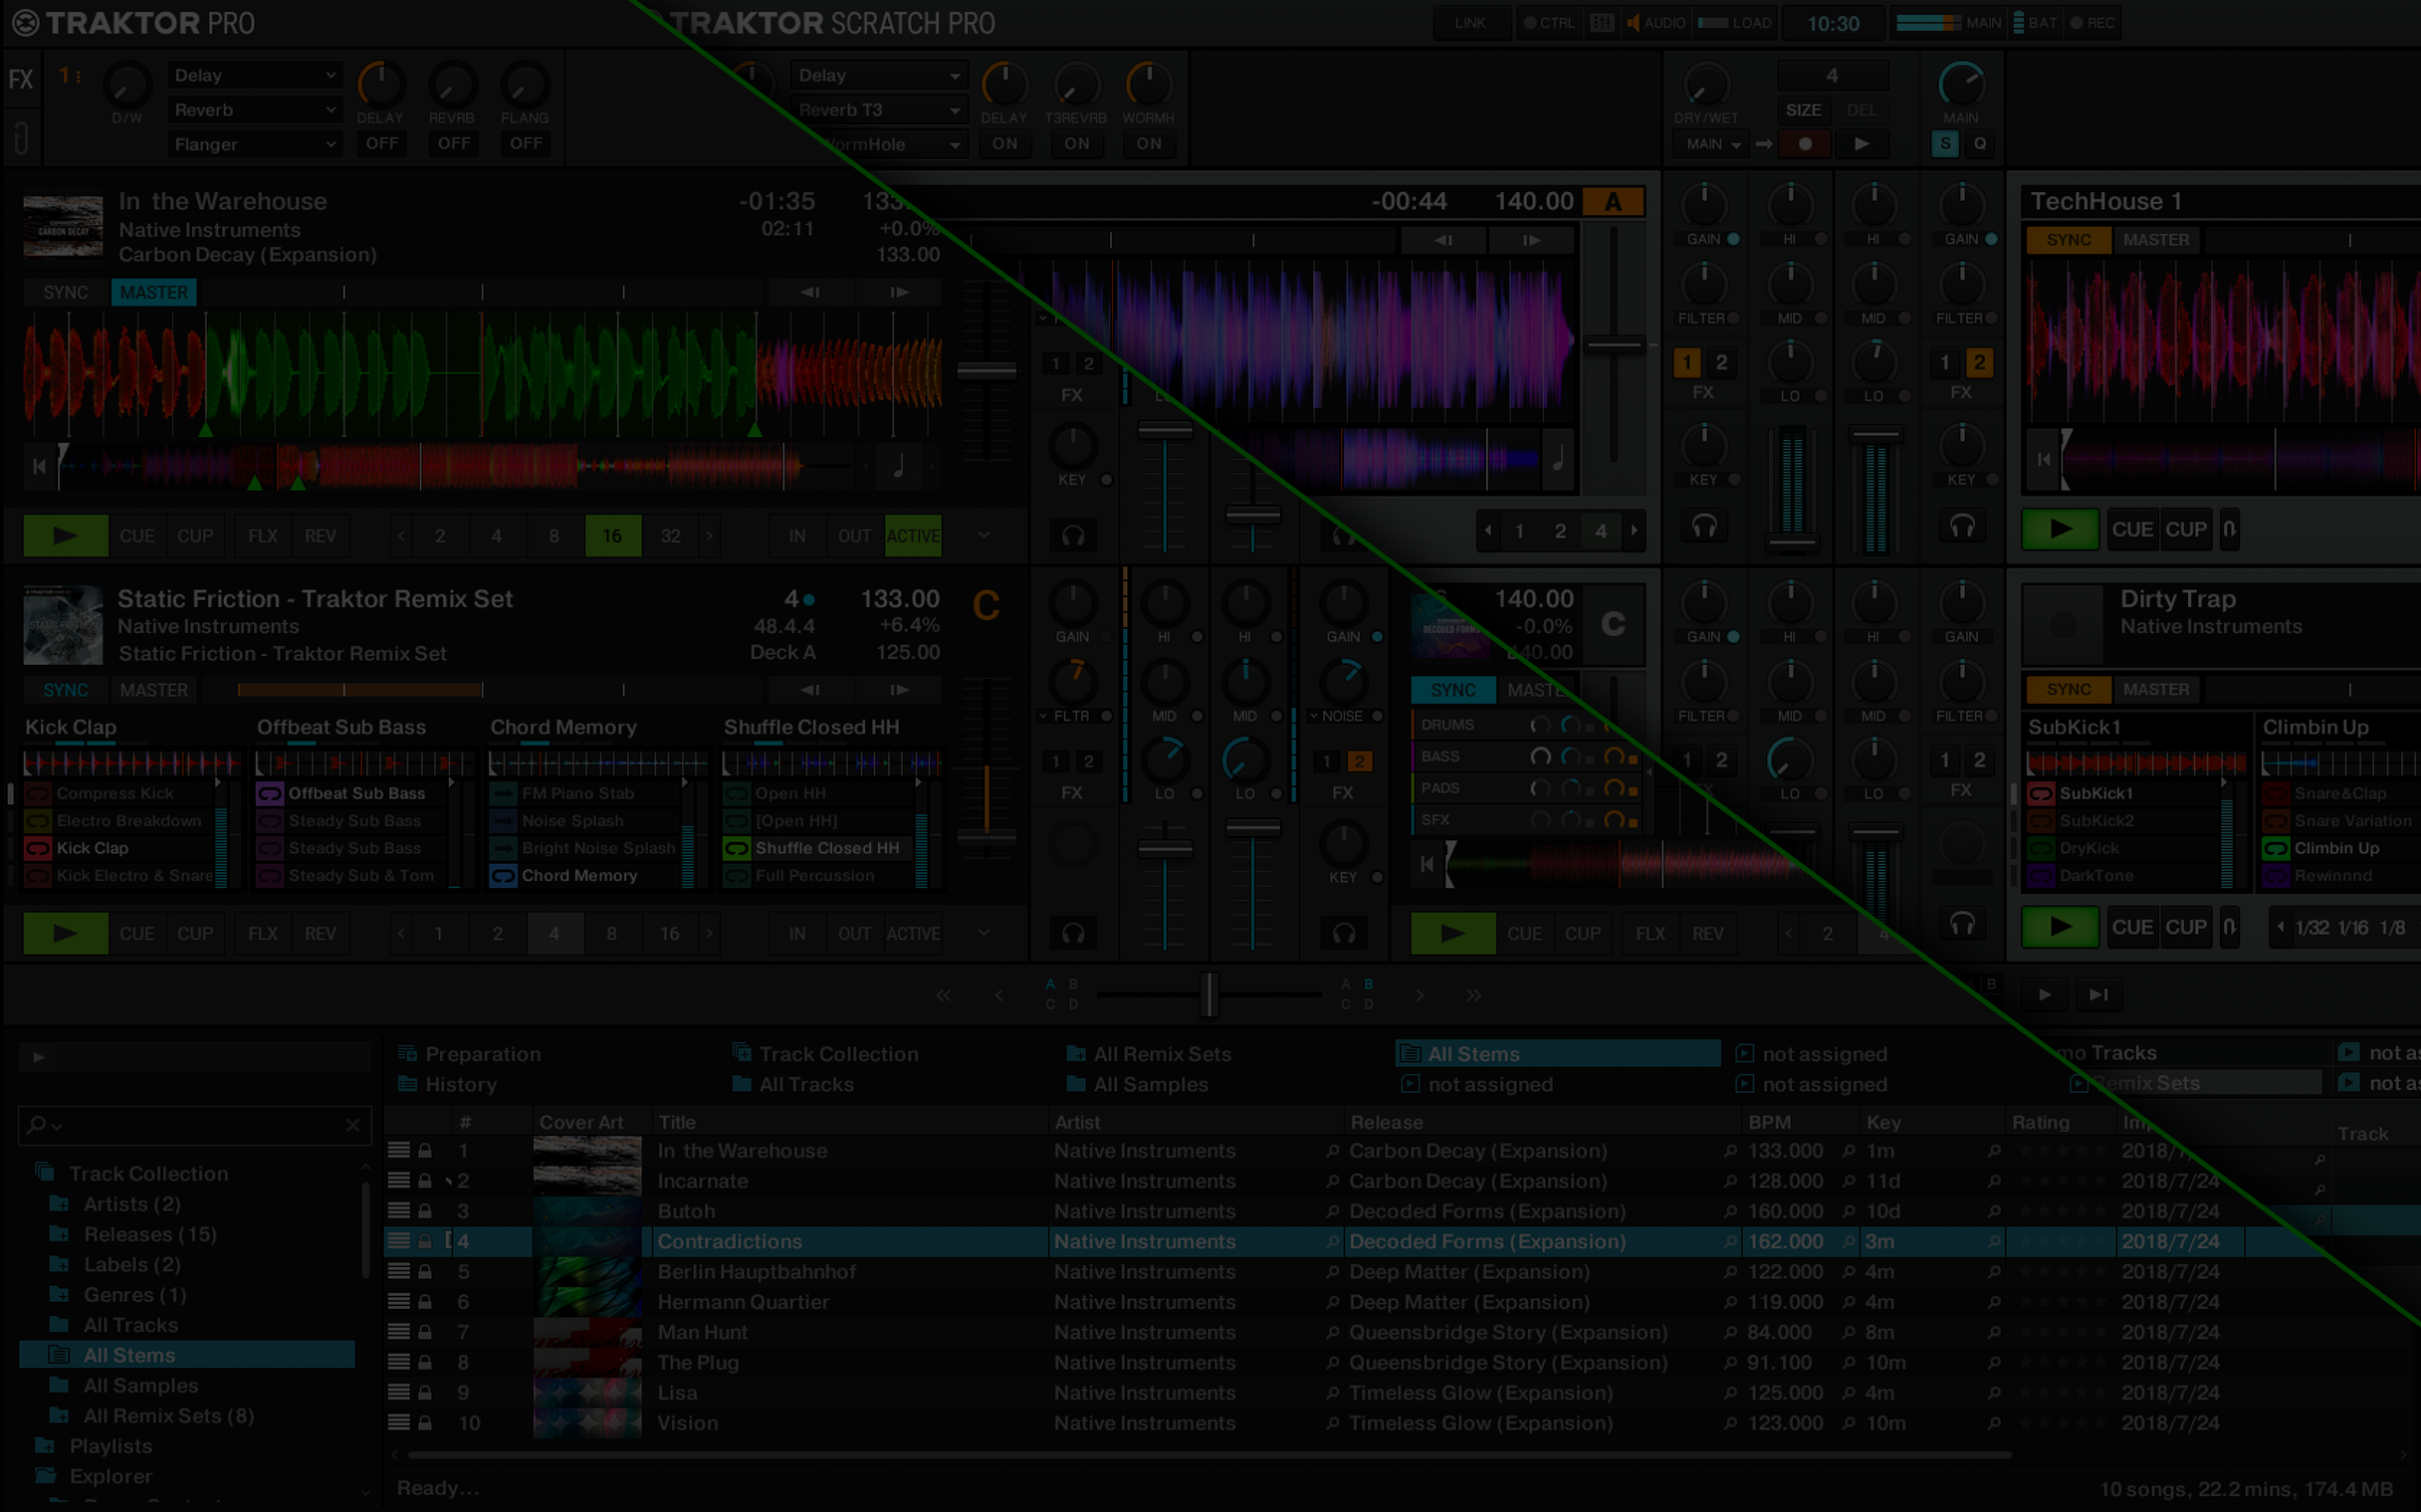 TRAKTOR PRO
TRAKTOR SCRATCH PRO
LINK CTRL AUDIO LOAD 10:30 MAIN BAT REC
FX 1 D/W Delay Reverb Flanger DELAY REVRB FLANG OFF OFF OFF
Delay Reverb T3 WormHole DELAY T3REVRB WORMH ON ON ON
DRY/WET 4 SIZE DEL MAIN MAIN S Q
In the Warehouse -01:35
Native Instruments 02:11 +0.0%
Carbon Decay (Expansion) 133.00
SYNC MASTER
-00:44 140.00 A
GAIN HI HI GAIN
FILTER MID MID FILTER
1 2 FX LO LO 1 2 FX
KEY KEY
TechHouse 1
SYNC MASTER
1 2 FX
KEY
CUE CUP FLX REV 2 4 8 16 32 IN OUT ACTIVE
1 2 4
CUE CUP
Static Friction - Traktor Remix Set 4 133.00 C
Native Instruments 48.4.4 +6.4%
Static Friction - Traktor Remix Set Deck A 125.00
SYNC MASTER
GAIN HI HI GAIN
FLTR MID MID NOISE
1 2 FX LO LO 1 2 FX
KEY
140.00 C
-0.0%
SYNC
DRUMS
BASS
PADS
SFX
GAIN HI HI GAIN
FILTER MID MID FILTER
1 2 LO LO 1 2 FX
Dirty Trap
Native Instruments
SYNC MASTER
Kick Clap Offbeat Sub Bass Chord Memory Shuffle Closed HH
Compress Kick Offbeat Sub Bass FM Piano Stab Open HH
Electro Breakdown Steady Sub Bass Noise Splash [Open HH]
Kick Clap Steady Sub Bass Bright Noise Splash Shuffle Closed HH
Kick Electro & Snare Steady Sub & Tom Chord Memory Full Percussion
SubKick1 Climbin Up
SubKick1 Snare&Clap
SubKick2 Snare Variation
DryKick Climbin Up
DarkTone Rewinnnd
CUE CUP FLX REV 1 2 4 8 16 IN OUT ACTIVE
CUE CUP FLX REV 2 4
CUE CUP 1/32 1/16 1/8
A B A B
C D C D
B
Preparation Track Collection All Remix Sets All Stems not assigned
History All Tracks All Samples not assigned not assigned
Tracks
Remix Sets
# Cover Art Title Artist Release BPM Key Rating
Track
1 In the Warehouse Native Instruments Carbon Decay (Expansion) 133.000 1m
2 Incarnate Native Instruments Carbon Decay (Expansion) 128.000 11d 2018/7/24
3 Butoh Native Instruments Decoded Forms (Expansion) 160.000 10d 2018/7/24
4 Contradictions Native Instruments Decoded Forms (Expansion) 162.000 3m 2018/7/24
5 Berlin Hauptbahnhof Native Instruments Deep Matter (Expansion) 122.000 4m 2018/7/24
6 Hermann Quartier Native Instruments Deep Matter (Expansion) 119.000 4m 2018/7/24
7 Man Hunt Native Instruments Queensbridge Story (Expansion) 84.000 8m 2018/7/24
8 The Plug Native Instruments Queensbridge Story (Expansion) 91.100 10m 2018/7/24
9 Lisa Native Instruments Timeless Glow (Expansion) 125.000 4m 2018/7/24
10 Vision Native Instruments Timeless Glow (Expansion) 123.000 10m 2018/7/24
Track Collection
Artists (2)
Releases (15)
Labels (2)
Genres (1)
All Tracks
All Stems
All Samples
All Remix Sets (8)
Playlists
Explorer
Ready...
10 songs, 22.2 mins, 174.4 MB